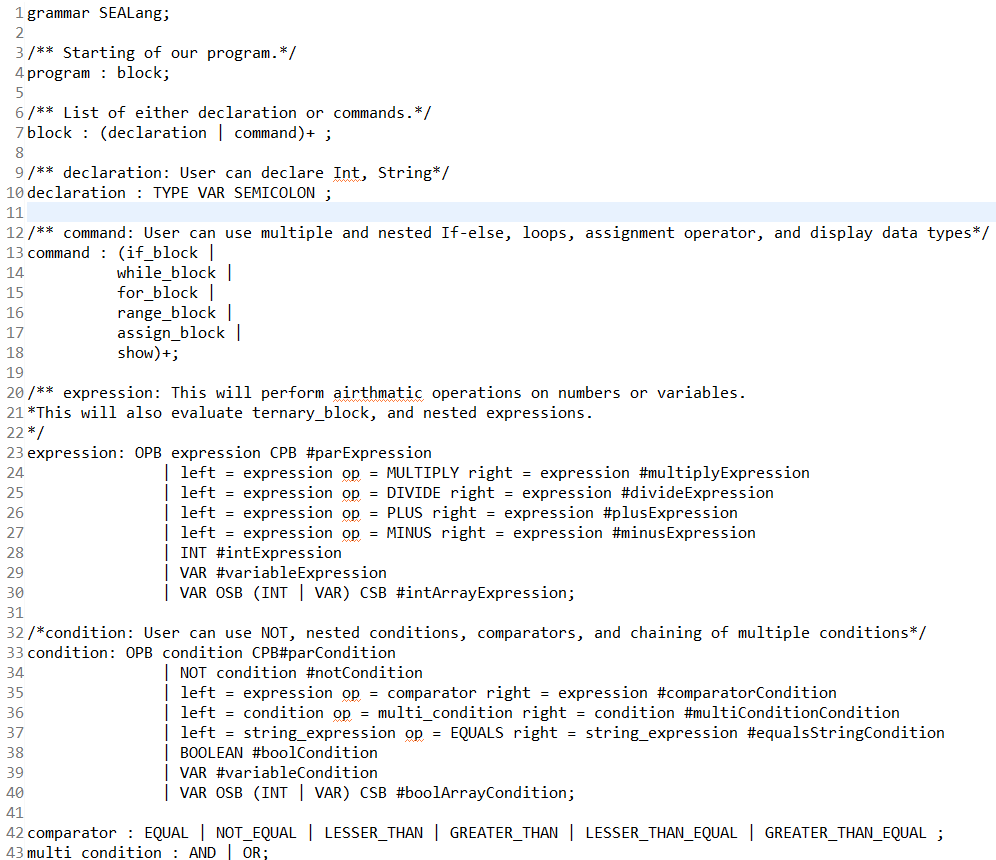 1 grammar SEALang;
2
3 /** Starting of our program.*/
4 program : block;
5
6 /** List of either declaration or commands.*/
7 block : (declaration | command)+ ;
8
9 /** declaration: User can declare Int, String*/
10 declaration : TYPE VAR SEMICOLON ;
11
12 /** command: User can use multiple and nested If-else, loops, assignment operator, and display data types*/
13 command : (if_block |
14           while_block |
15           for_block |
16           range_block |
17           assign_block |
18           show)+;
19
20 /** expression: This will perform airthmatic operations on numbers or variables.
21 *This will also evaluate ternary_block, and nested expressions.
22 */
23 expression: OPB expression CPB #parExpression
24                | left = expression op = MULTIPLY right = expression #multiplyExpression
25                | left = expression op = DIVIDE right = expression #divideExpression
26                | left = expression op = PLUS right = expression #plusExpression
27                | left = expression op = MINUS right = expression #minusExpression
28                | INT #intExpression
29                | VAR #variableExpression
30                | VAR OSB (INT | VAR) CSB #intArrayExpression;
31
32 /*condition: User can use NOT, nested conditions, comparators, and chaining of multiple conditions*/
33 condition: OPB condition CPB#parCondition
34                | NOT condition #notCondition
35                | left = expression op = comparator right = expression #comparatorCondition
36                | left = condition op = multi_condition right = condition #multiConditionCondition
37                | left = string_expression op = EQUALS right = string_expression #equalsStringCondition
38                | BOOLEAN #boolCondition
39                | VAR #variableCondition
40                | VAR OSB (INT | VAR) CSB #boolArrayCondition;
41
42 comparator : EQUAL | NOT_EQUAL | LESSER_THAN | GREATER_THAN | LESSER_THAN_EQUAL | GREATER_THAN_EQUAL ;
43 multi condition : AND | OR;